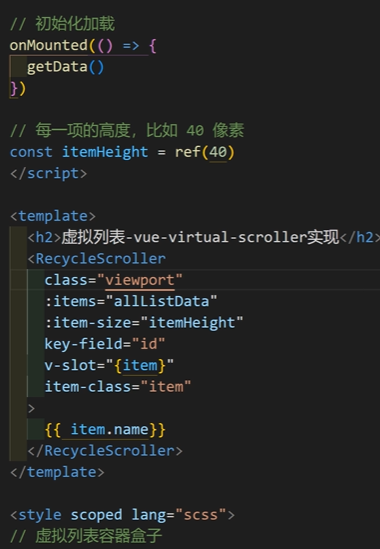 // 初始化加载
onMounted(() => {
  getData()
})

// 每一项的高度，比如 40 像素
const itemHeight = ref(40)
</script>

<template>
  <h2>虚拟列表-vue-virtual-scroller实现</h2>
  <RecycleScroller
    class="viewport"
    :items="allListData"
    :item-size="itemHeight"
    key-field="id"
    v-slot="{item}"
    item-class="item"
  >
    {{ item.name}}
  </RecycleScroller>
</template>

<style scoped lang="scss">
// 虚拟列表容器盒子